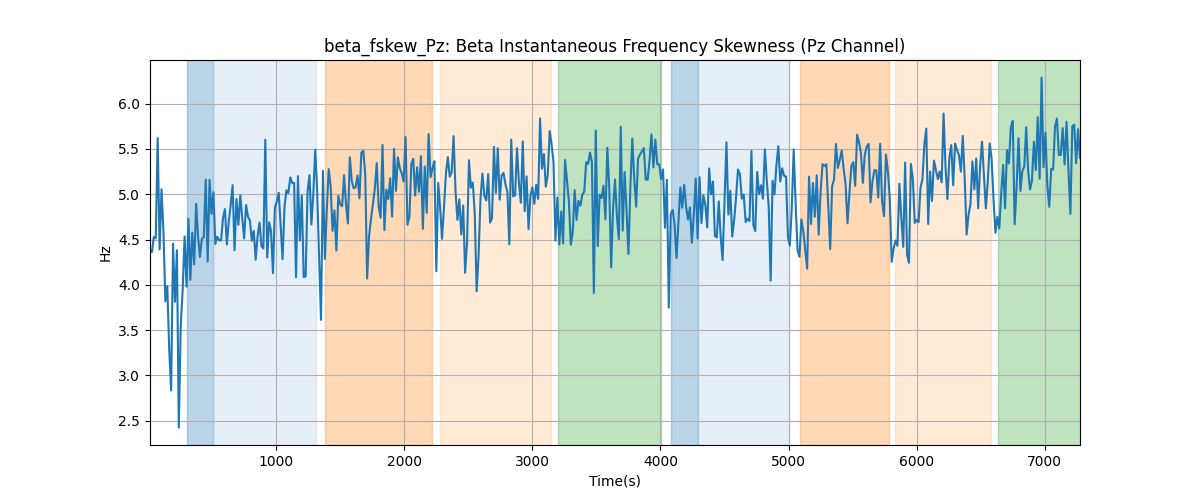 beta_fskew_Pz: Beta Instantaneous Frequency Skewness (Pz Channel)
6.0
5.5
5.0
4.5
4.0
3.5
3.0
2.5
Hz
1000 2000 3000 4000 5000 6000 7000
Time(s)